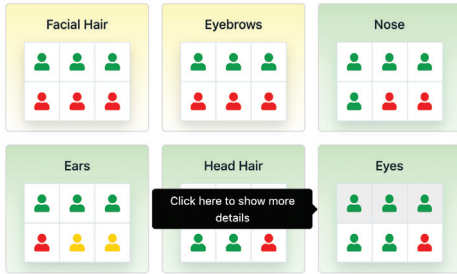 Facial Hair
Eyebrows
Nose
Ears
Head Hair
Eyes
Click here to show more
details